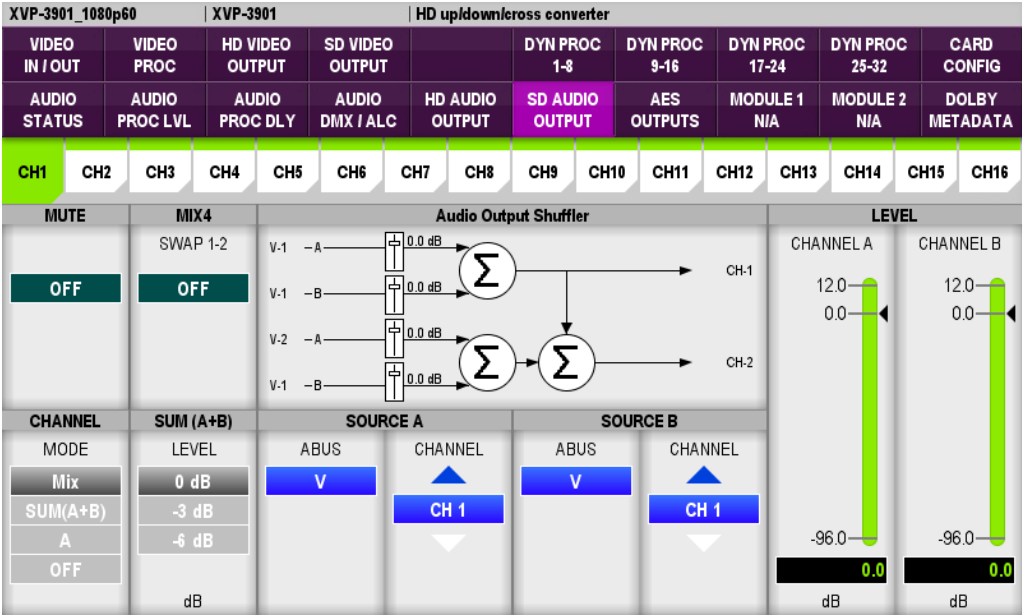 XVP-3901_1080p60 XVP-3901 HD up/down/cross converter
VIDEO IN / OUT
VIDEO PROC
HD VIDEO OUTPUT
SD VIDEO OUTPUT
DYN PROC 1-8
DYN PROC 9-16
DYN PROC 17-24
DYN PROC 25-32
CARD CONFIG
AUDIO STATUS
AUDIO PROC LVL
AUDIO PROC DLY
AUDIO DMX / ALC
HD AUDIO OUTPUT
SD AUDIO OUTPUT
AES OUTPUTS
MODULE 1 N/A
MODULE 2 N/A
DOLBY METADATA
CH1 CH2 CH3 CH4 CH5 CH6 CH7 CH8 CH9 CH10 CH11 CH12 CH13 CH14 CH15 CH16
MUTE
OFF
MIX4
SWAP 1-2
OFF
Audio Output Shuffler
V-1 –A 0.0 dB
Σ CH-1
V-1 –B 0.0 dB
V-2 –A 0.0 dB
Σ Σ CH-2
V-1 –B 0.0 dB
LEVEL
CHANNEL A CHANNEL B
12.0 12.0
0.0 0.0
-96.0 -96.0
0.0 0.0
dB dB
CHANNEL
MODE
Mix
SUM(A+B)
A
OFF
SUM (A+B)
LEVEL
0 dB
-3 dB
-6 dB
dB
SOURCE A
ABUS CHANNEL
V
CH 1
SOURCE B
ABUS CHANNEL
V
CH 1